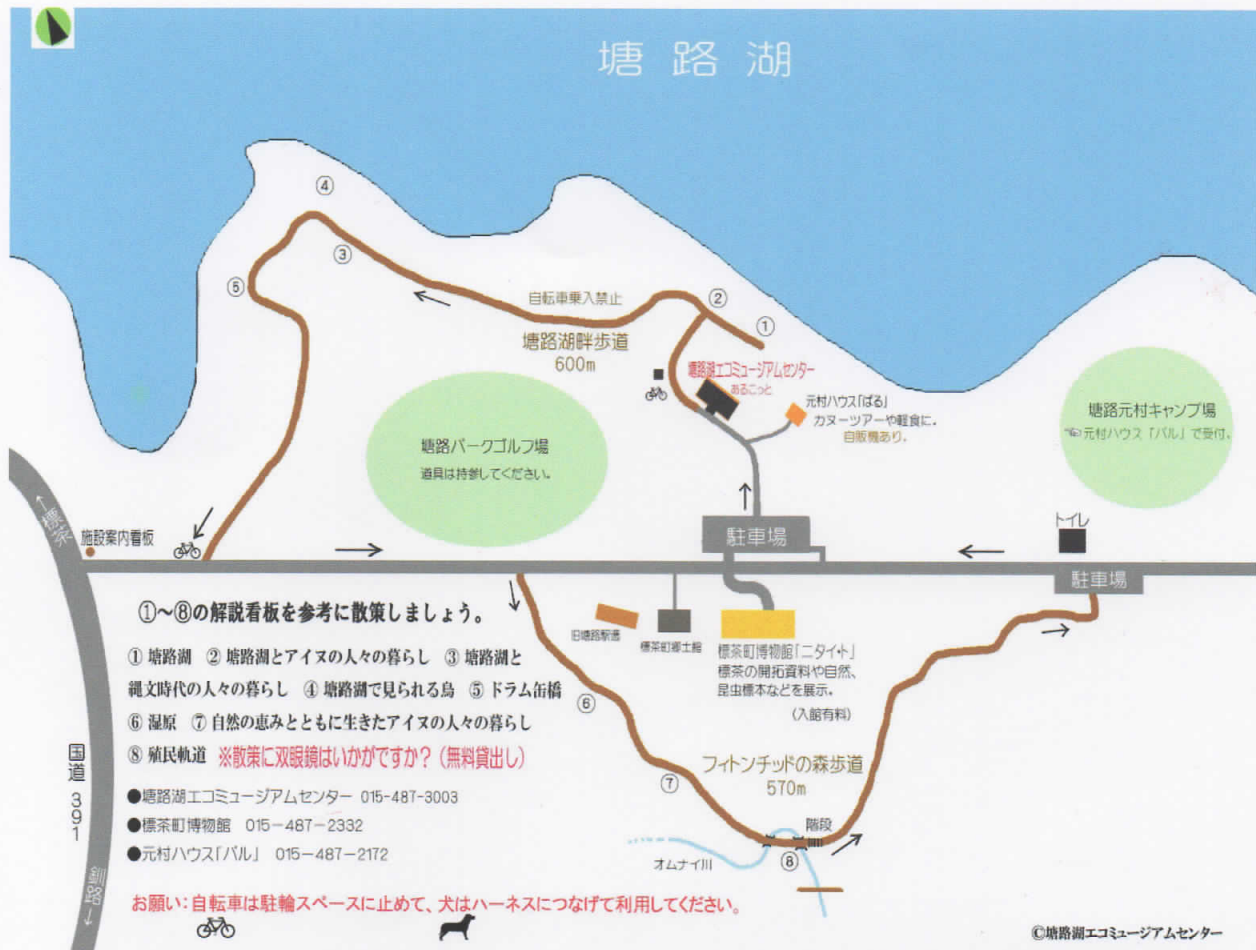 塘路湖
④
③
⑤
②
①
自転車乗入禁止
塘路湖畔歩道
600m
塘路湖エコミュージアムセンター
あるこっと
元村ハウス「ぱる」
カヌーツアーや軽食に。
自販機あり。
塘路元村キャンプ場
☜元村ハウス「パル」で受付。
塘路パークゴルフ場
道具は持参してください。
←標茶
施設案内看板
駐車場
トイレ
駐車場
①～⑧の解説看板を参考に散策しましょう。
①塘路湖 ②塘路湖とアイヌの人々の暮らし ③塘路湖と
縄文時代の人々の暮らし ④塘路湖で見られる鳥 ⑤ドラム缶橋
⑥湿原 ⑦自然の恵みとともに生きたアイヌの人々の暮らし
⑧殖民軌道 ※散策に双眼鏡はいかがですか？（無料貸出し）
●塘路湖エコミュージアムセンター 015-487-3003
●標茶町博物館 015-487-2332
●元村ハウス「パル」 015-487-2172
旧塘路駅逓
標茶町郷土館
標茶町博物館「ニタイ・ト」
標茶の開拓資料や自然、
昆虫標本などを展示。
（入館有料）
⑥
⑦
フィトンチッドの森歩道
570m
階段
⑧
オムナイ川
国道391
釧路→
お願い：自転車は駐輪スペースに止めて、犬はハーネスにつなげて利用してください。
©塘路湖エコミュージアムセンター